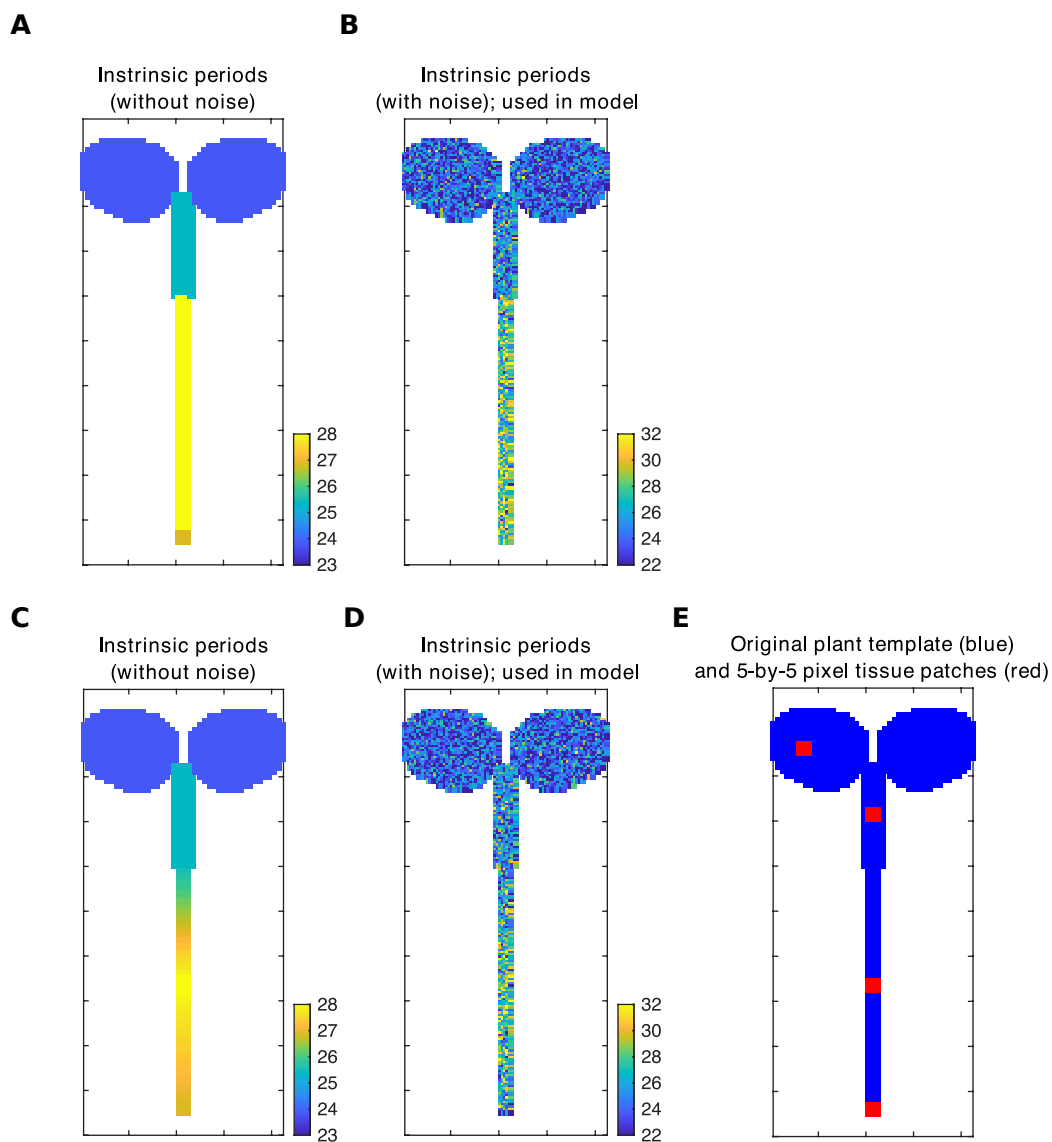 A
B
Instrinsic periods
(without noise)
Instrinsic periods
(with noise); used in model
28
27
26
25
24
23
32
30
28
26
24
22
C
D
E
Instrinsic periods
(without noise)
Instrinsic periods
(with noise); used in model
Original plant template (blue)
and 5-by-5 pixel tissue patches (red)
28
27
26
25
24
23
32
30
28
26
24
22